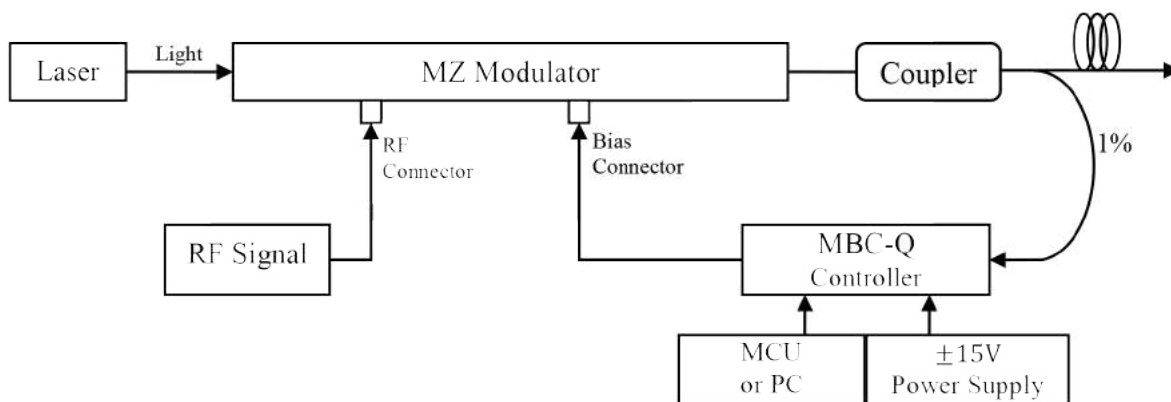 Laser
Light
MZ Modulator
Coupler
1%
RF
Connector
Bias
Connector
RF Signal
MBC-Q
Controller
MCU
or PC
±15V
Power Supply